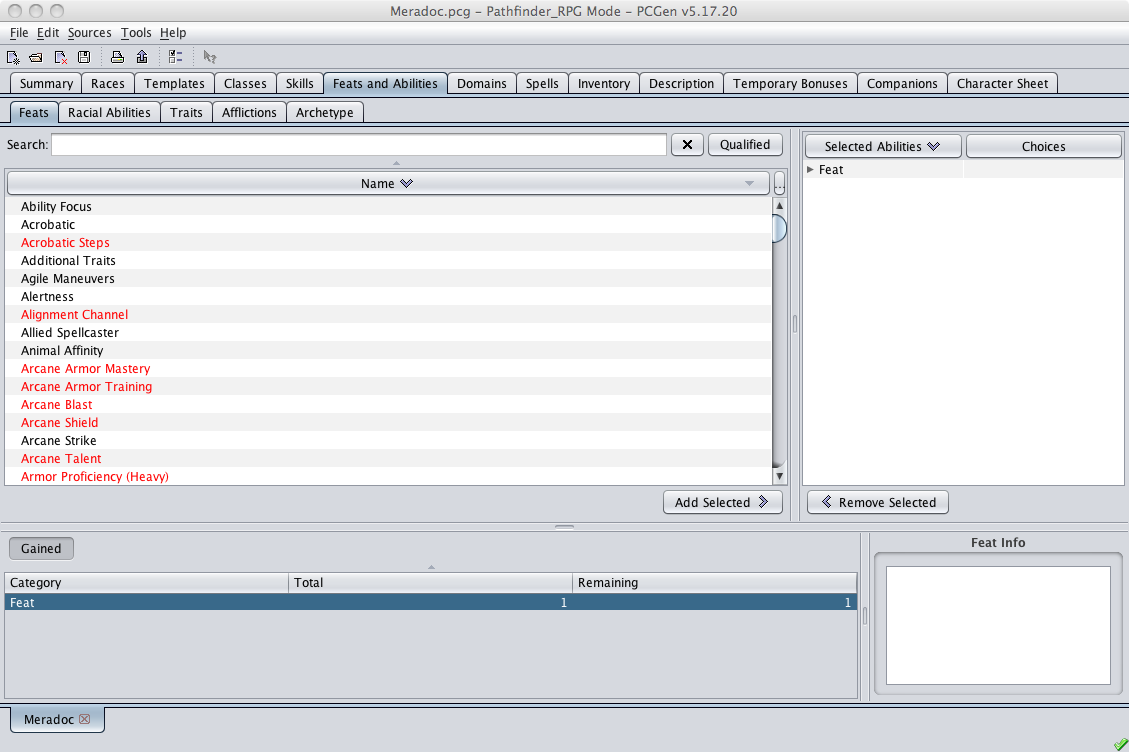 Meradoc.pcg - Pathfinder_RPG Mode - PCGen v5.17.20
File Edit Sources Tools Help
Summary Races Templates Classes Skills Feats and Abilities Domains Spells Inventory Description Temporary Bonuses Companions Character Sheet
Feats Racial Abilities Traits Afflictions Archetype
Search: Qualified
Selected Abilities Choices
Name ...
Feat
Ability Focus
Acrobatic
Acrobatic Steps
Additional Traits
Agile Maneuvers
Alertness
Alignment Channel
Allied Spellcaster
Animal Affinity
Arcane Armor Mastery
Arcane Armor Training
Arcane Blast
Arcane Shield
Arcane Strike
Arcane Talent
Armor Proficiency (Heavy)
Add Selected Remove Selected
Gained
Feat Info
Category Total Remaining
Feat 1 1
Meradoc